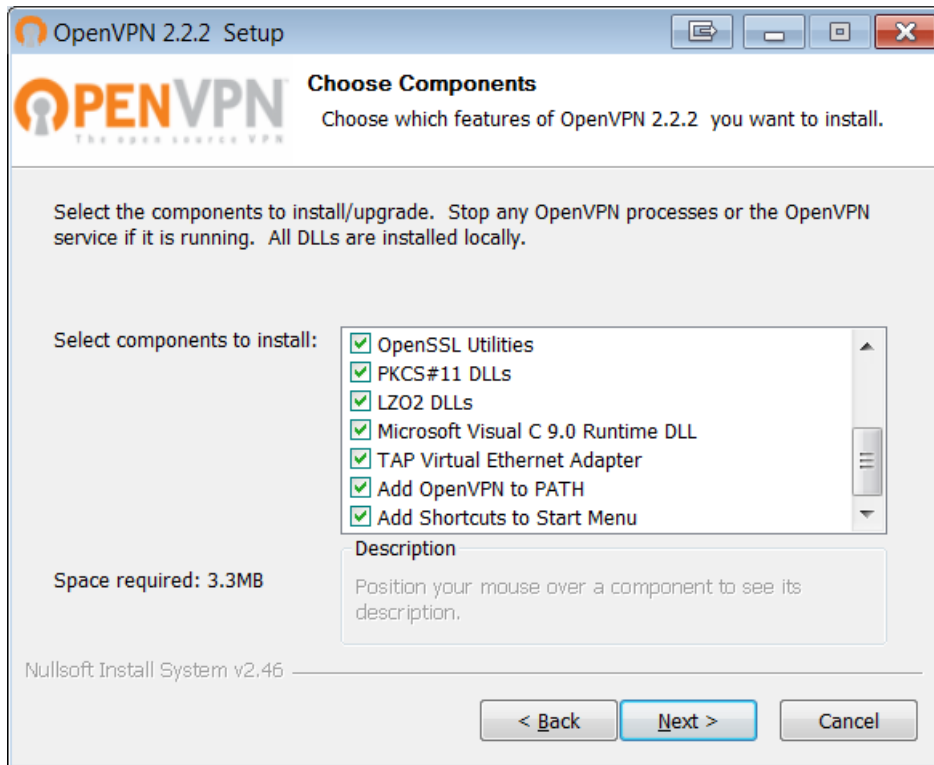 OpenVPN 2.2.2 Setup
OPENVPN
The open source VPN
Choose Components
Choose which features of OpenVPN 2.2.2 you want to install.
Select the components to install/upgrade. Stop any OpenVPN processes or the OpenVPN
service if it is running. All DLLs are installed locally.
Select components to install:
OpenSSL Utilities
PKCS#11 DLLs
LZO2 DLLs
Microsoft Visual C 9.0 Runtime DLL
TAP Virtual Ethernet Adapter
Add OpenVPN to PATH
Add Shortcuts to Start Menu
Space required: 3.3MB
Description
Position your mouse over a component to see its
description.
Nullsoft Install System v2.46
< Back
Next >
Cancel